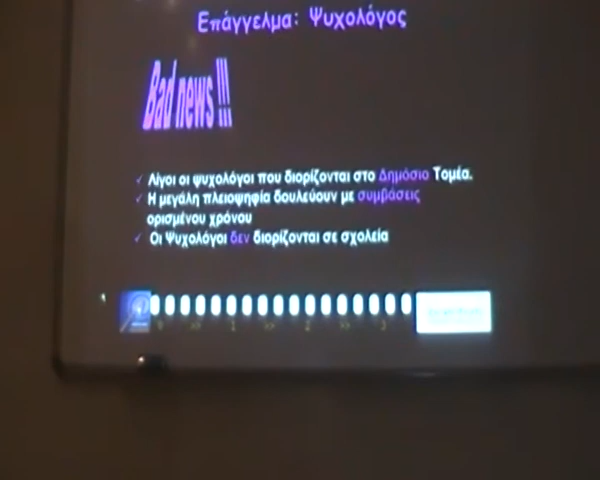 Επάγγελμα: Ψυχολόγος
Bad news !!!
✓ Λίγοι οι ψυχολόγοι που διορίζονται στο Δημόσιο Τομέα.
✓ Η μεγάλη πλειοψηφία δουλεύουν με συμβάσεις
ορισμένου χρόνου
✓ Οι Ψυχολόγοι δεν διορίζονται σε σχολεία